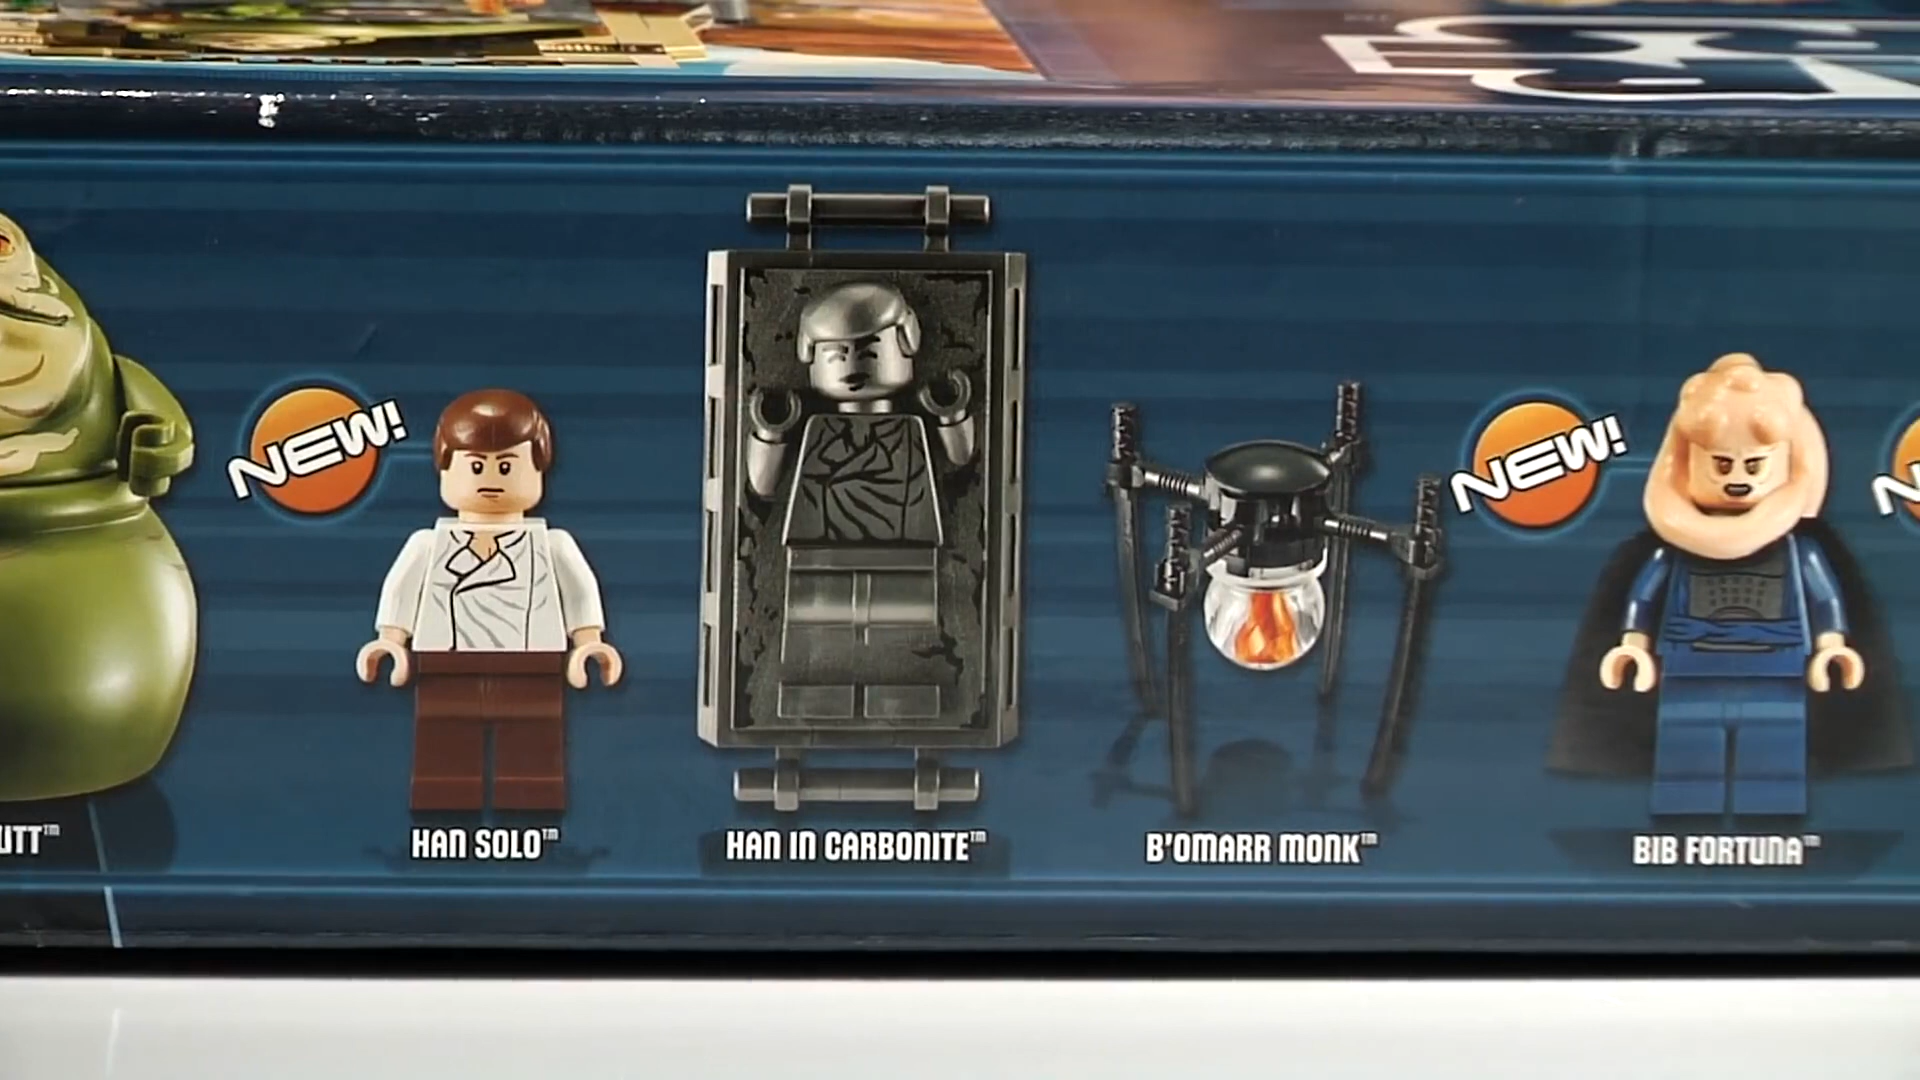 NEW!
NEW!
UTT™
HAN SOLO™
HAN IN CARBONITE™
B'OMARR MONK™
BIB FORTUNA™